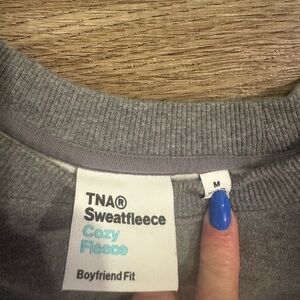 TNA®
Sweatfleece
Cozy
Fleece
Boyfriend Fit
M